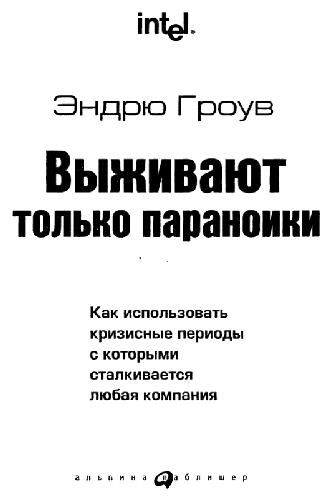 intel®
Эндрю Гроув
Выживают
только параноики
Как использовать
кризисные периоды
с которыми
сталкивается
любая компания
альпина паблишер